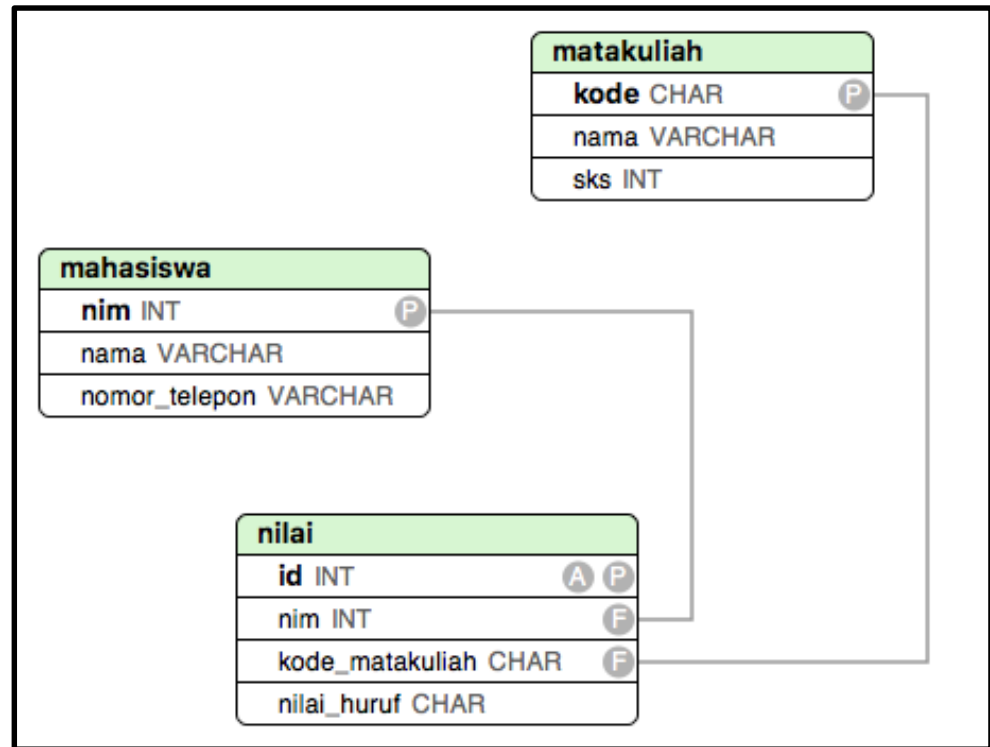 matakuliah
kode CHAR P
nama VARCHAR
sks INT
mahasiswa
nim INT P
nama VARCHAR
nomor_telepon VARCHAR
nilai
id INT A P
nim INT F
kode_matakuliah CHAR F
nilai_huruf CHAR